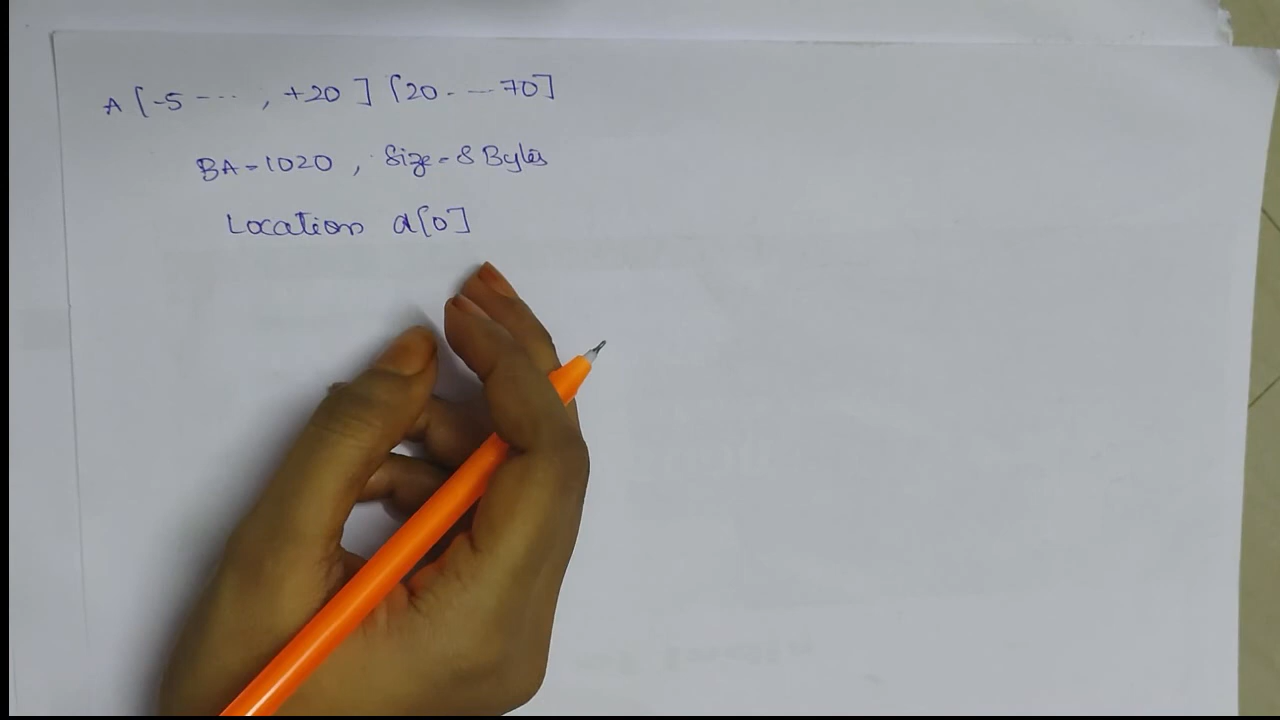 A [-5 --- , +20 ] [20 - -- 70]
BA = 1020 , Size = 8 Bytes
Location a[0]